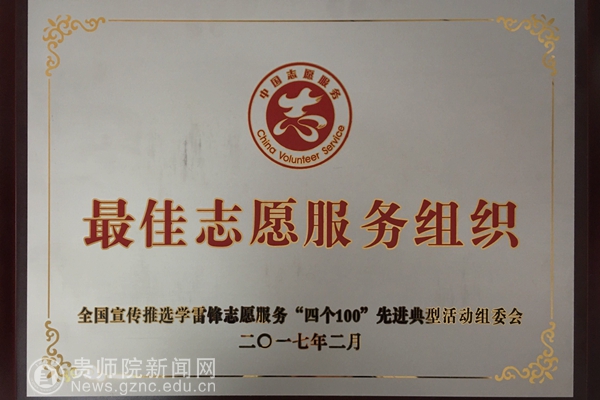 中国志愿服务
China Volunteer Service
最佳志愿服务组织
全国宣传推选学雷锋志愿服务“四个100”先进典型活动组委会
二〇一七年二月
贵师院新闻网
News.gznc.edu.cn